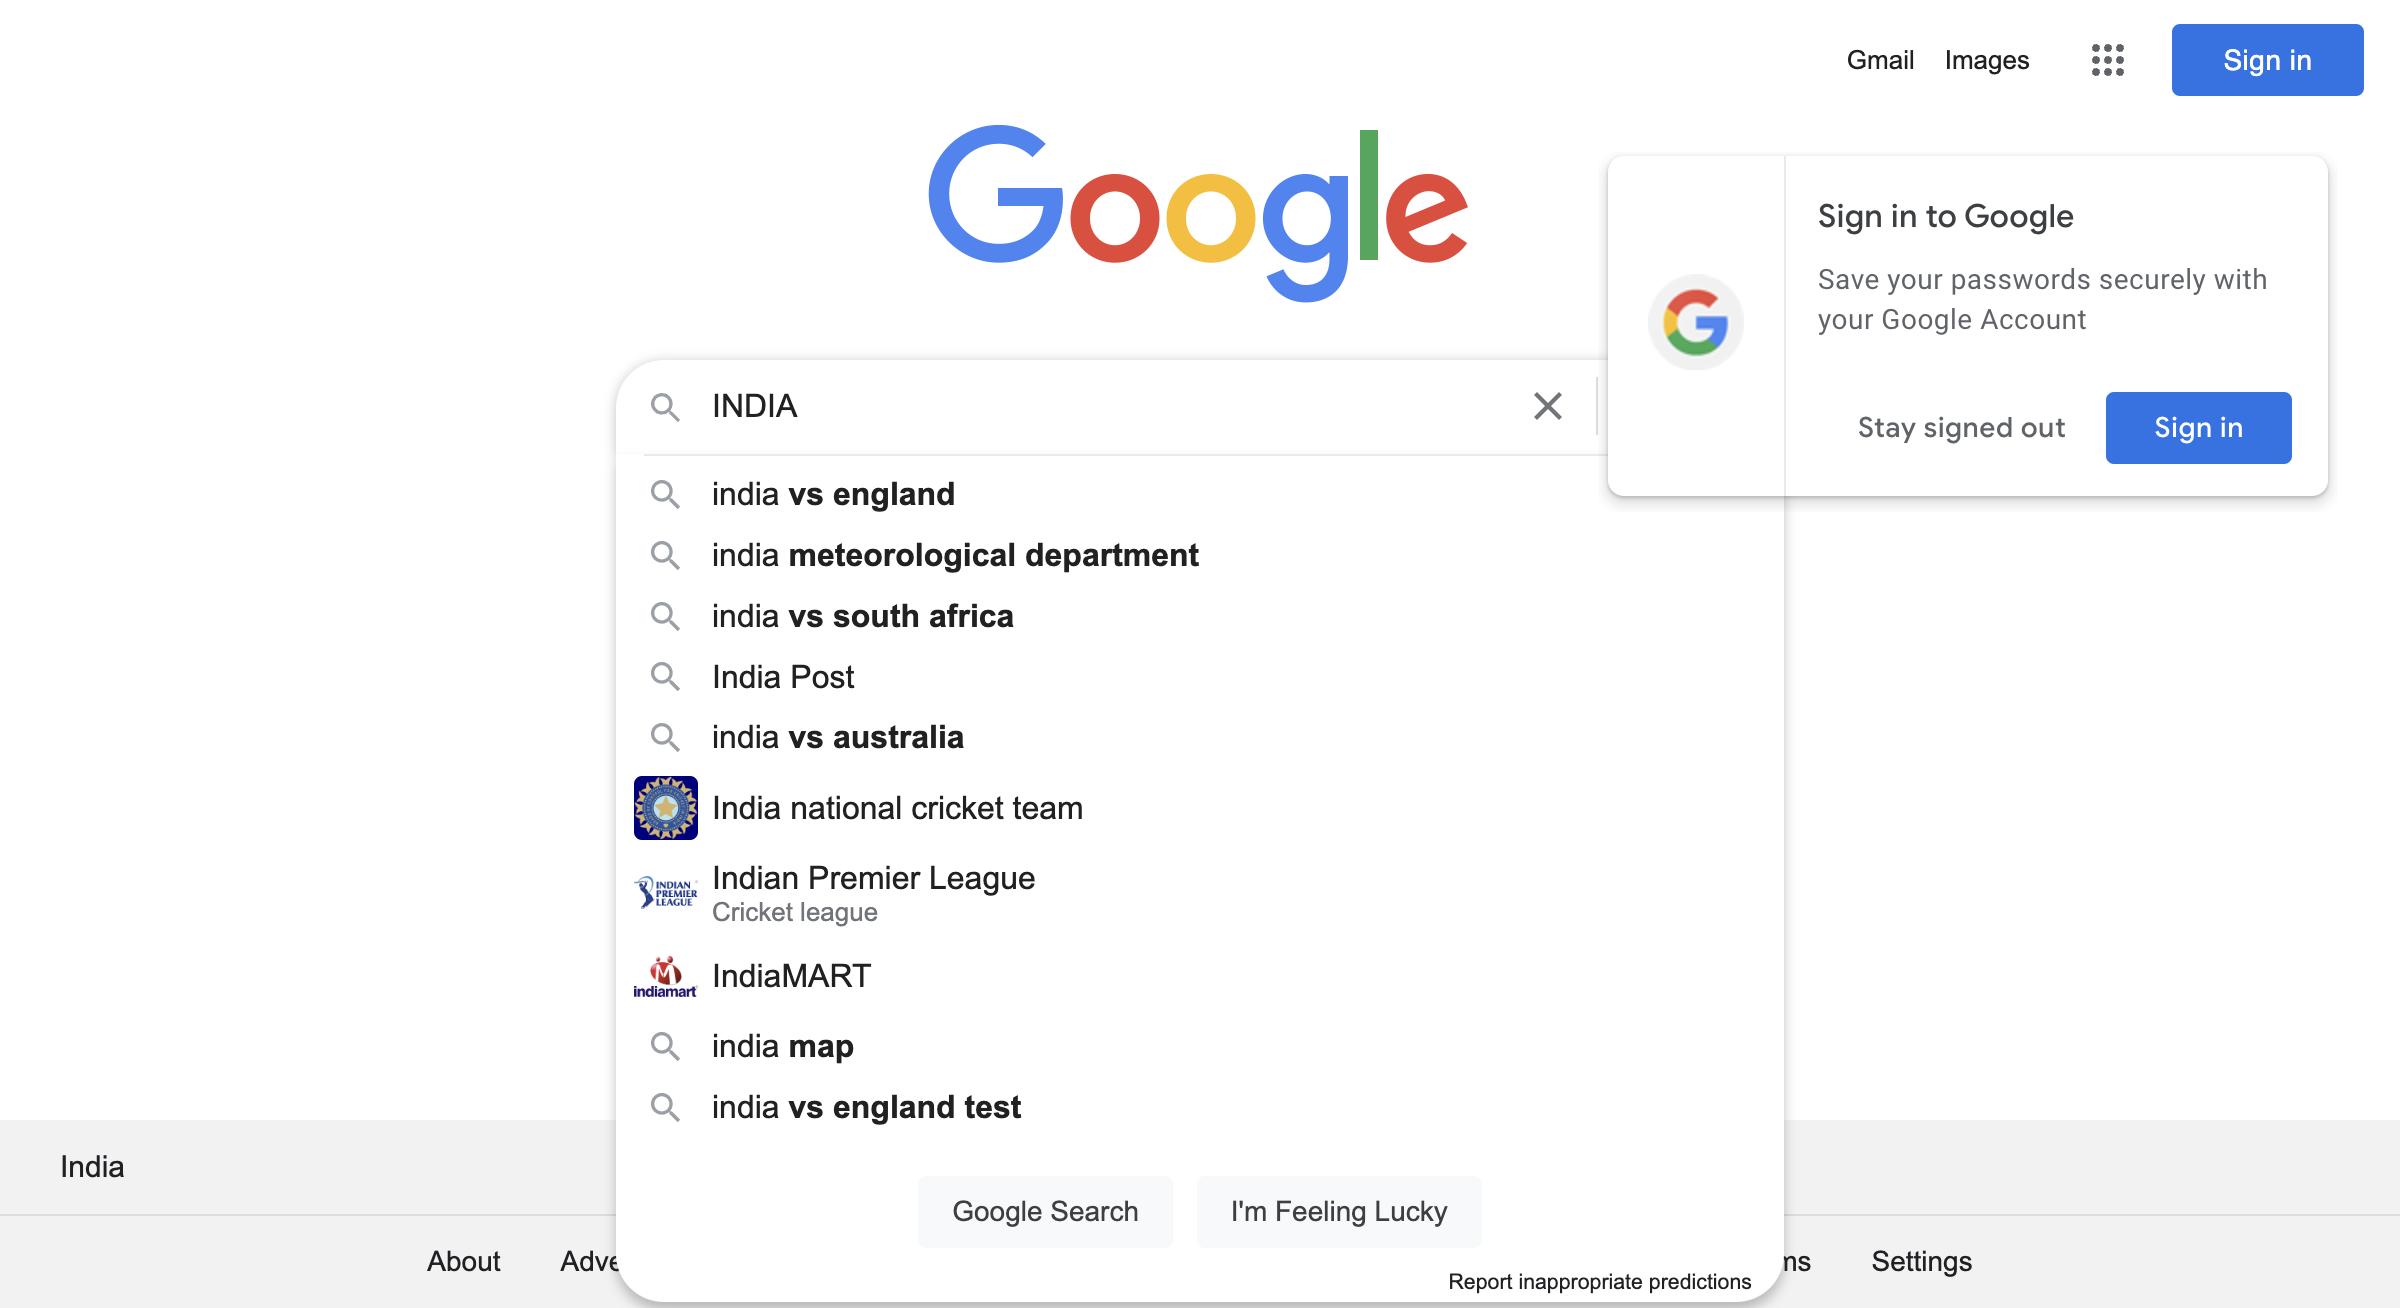 Gmail Images Sign in
Google
Sign in to Google
Save your passwords securely with
your Google Account
Stay signed out Sign in
INDIA
india vs england
india meteorological department
india vs south africa
India Post
india vs australia
India national cricket team
INDIAN
PREMIER
LEAGUE
Indian Premier League
Cricket league
M
indiamart
IndiaMART
india map
india vs england test
India
Google Search I'm Feeling Lucky
About Adve ms Settings
Report inappropriate predictions